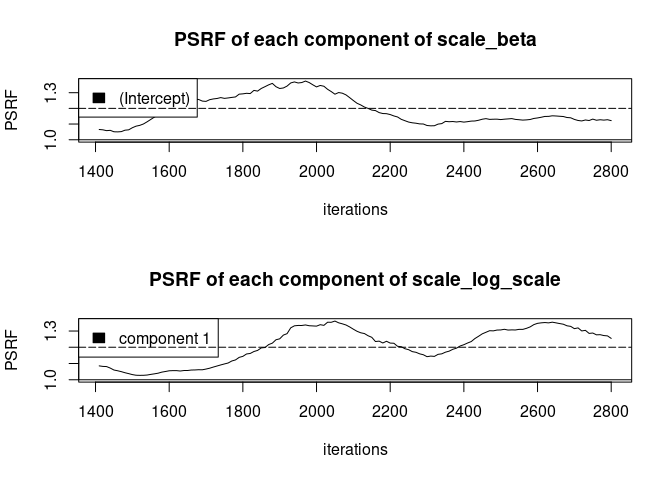 PSRF of each component of scale_beta
PSRF
1.3
1.0
(Intercept)
1400 1600 1800 2000 2200 2400 2600 2800
iterations
PSRF of each component of scale_log_scale
PSRF
1.3
1.0
component 1
1400 1600 1800 2000 2200 2400 2600 2800
iterations